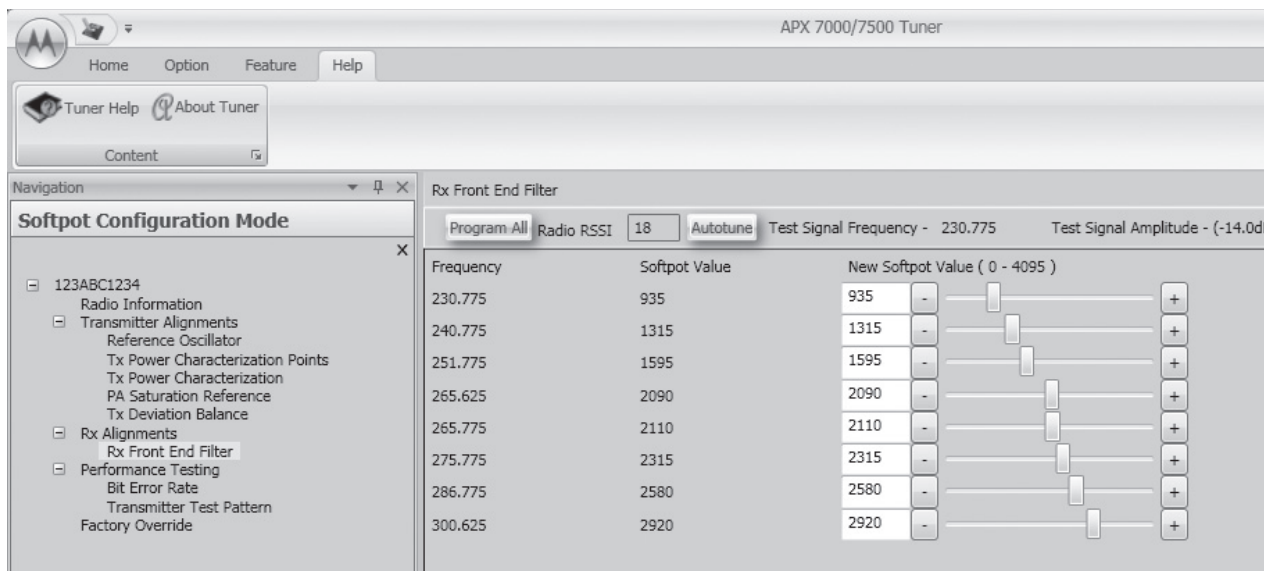 APX 7000/7500 Tuner
Home Option Feature Help
Tuner Help About Tuner
Content
Navigation
Softpot Configuration Mode
123ABC1234
Radio Information
Transmitter Alignments
Reference Oscillator
Tx Power Characterization Points
Tx Power Characterization
PA Saturation Reference
Tx Deviation Balance
Rx Alignments
Rx Front End Filter
Performance Testing
Bit Error Rate
Transmitter Test Pattern
Factory Override
Rx Front End Filter
Program All Radio RSSI 18 Autotune Test Signal Frequency - 230.775 Test Signal Amplitude - (-14.0d
Frequency Softpot Value New Softpot Value ( 0 - 4095 )
230.775 935 935 - +
240.775 1315 1315 - +
251.775 1595 1595 - +
265.625 2090 2090 - +
265.775 2110 2110 - +
275.775 2315 2315 - +
286.775 2580 2580 - +
300.625 2920 2920 - +